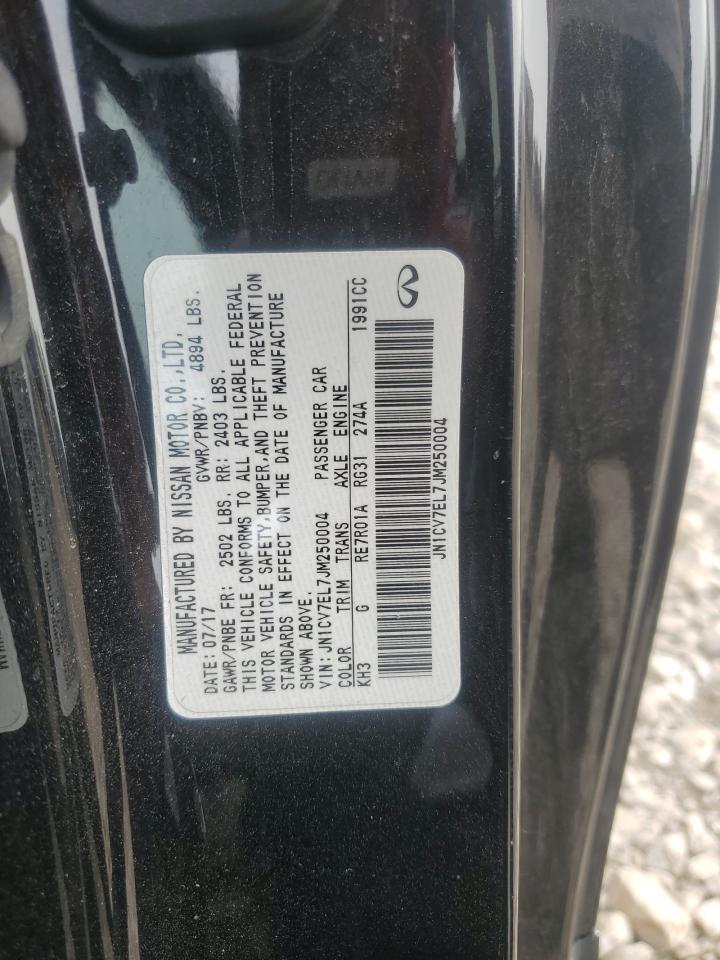 MANUFACTURED BY NISSAN MOTOR CO.,LTD.
DATE: 07/17 GVWR/PNBV: 4894 LBS.
GAWR/PNBE FR: 2502 LBS. RR: 2403 LBS.
THIS VEHICLE CONFORMS TO ALL APPLICABLE FEDERAL
MOTOR VEHICLE SAFETY,BUMPER,AND THEFT PREVENTION
STANDARDS IN EFFECT ON THE DATE OF MANUFACTURE
SHOWN ABOVE.
VIN: JN1CV7EL7JM250004 PASSENGER CAR
COLOR TRIM TRANS AXLE ENGINE
KH3 G RE7R01A RG31 274A 1991CC
JN1CV7EL7JM250004